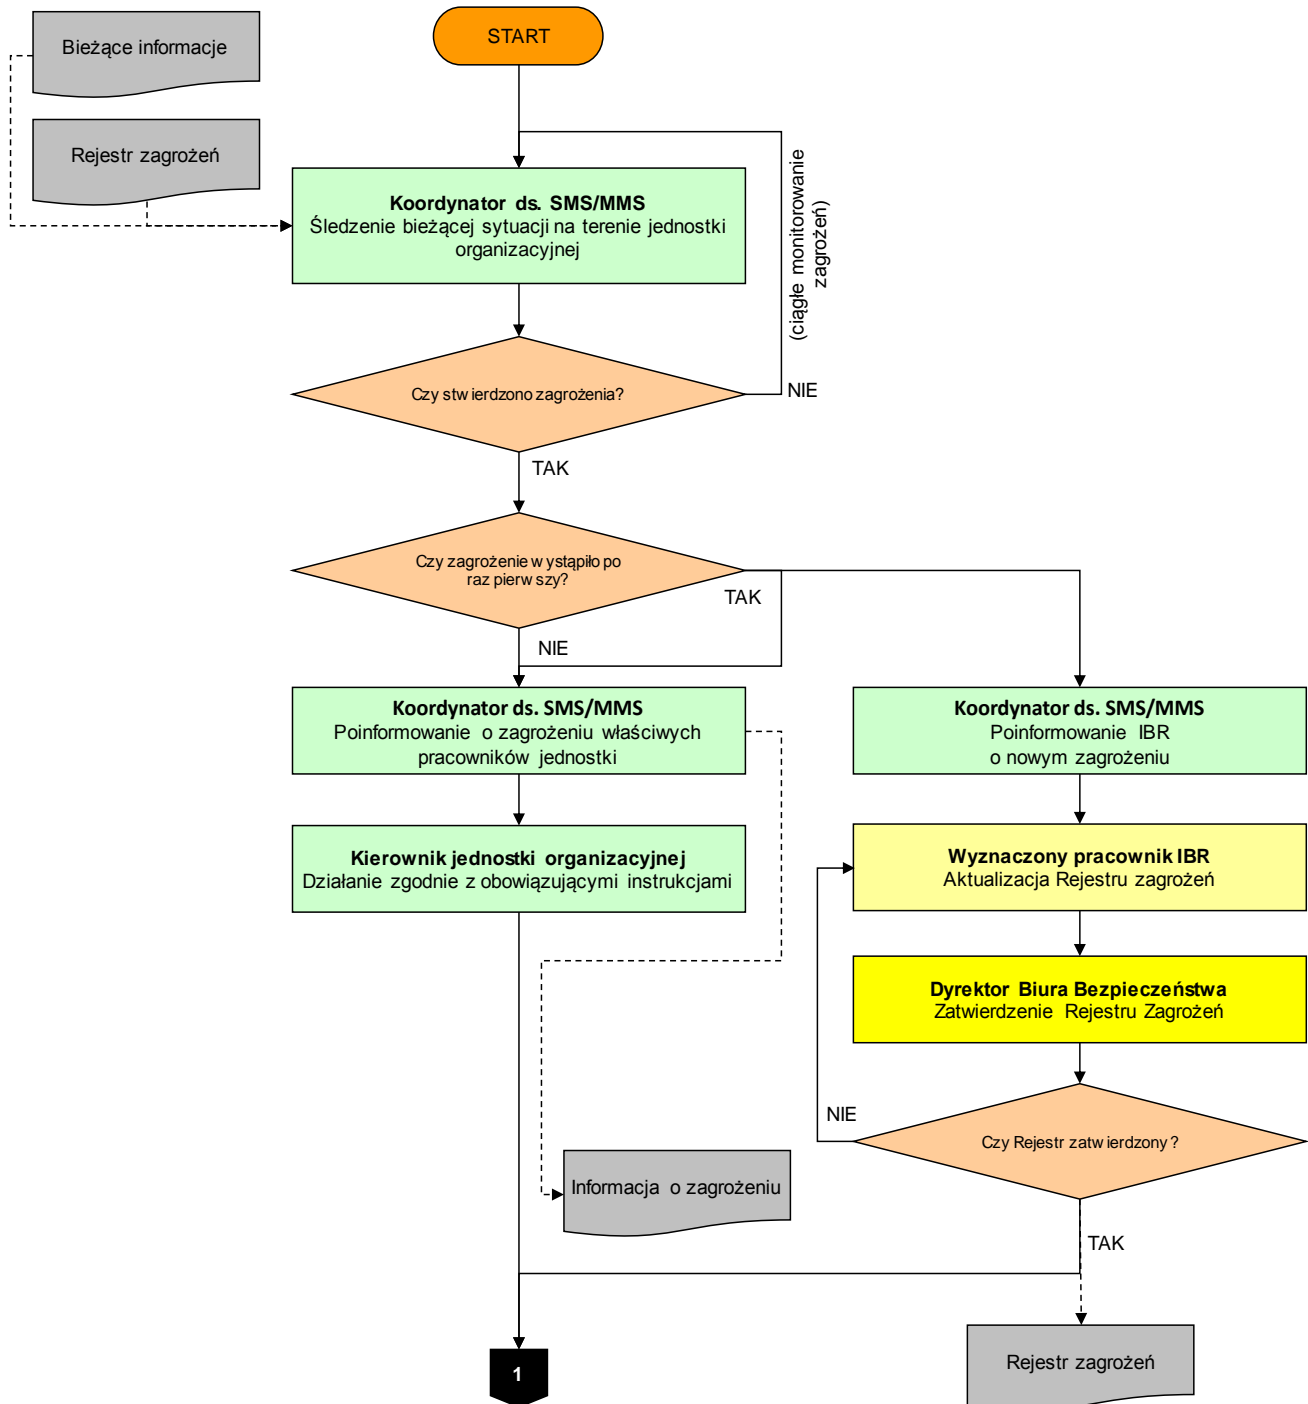 START
Bieżące informacje
Rejestr zagrożeń
Koordynator ds. SMS/MMS
Śledzenie bieżącej sytuacji na terenie jednostki
organizacyjnej
(ciągłe monitorowanie
zagrożeń)
Czy stwierdzono zagrożenia?
NIE
TAK
Czy zagrożenie wystąpiło po
raz pierwszy?
TAK
NIE
Koordynator ds. SMS/MMS
Poinformowanie o zagrożeniu właściwych
pracowników jednostki
Koordynator ds. SMS/MMS
Poinformowanie IBR
o nowym zagrożeniu
Kierownik jednostki organizacyjnej
Działanie zgodnie z obowiązującymi instrukcjami
Wyznaczony pracownik IBR
Aktualizacja Rejestru zagrożeń
Dyrektor Biura Bezpieczeństwa
Zatwierdzenie Rejestru Zagrożeń
NIE
Czy Rejestr zatwierdzony?
Informacja o zagrożeniu
TAK
1
Rejestr zagrożeń